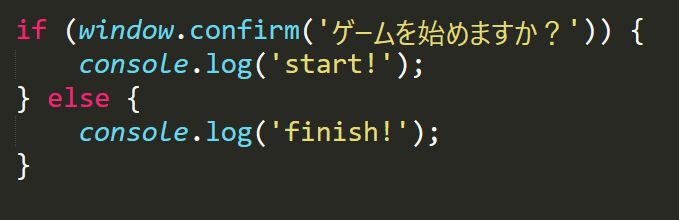 if (window.confirm('ゲームを始めますか？')) {
    console.log('start!');
} else {
    console.log('finish!');
}